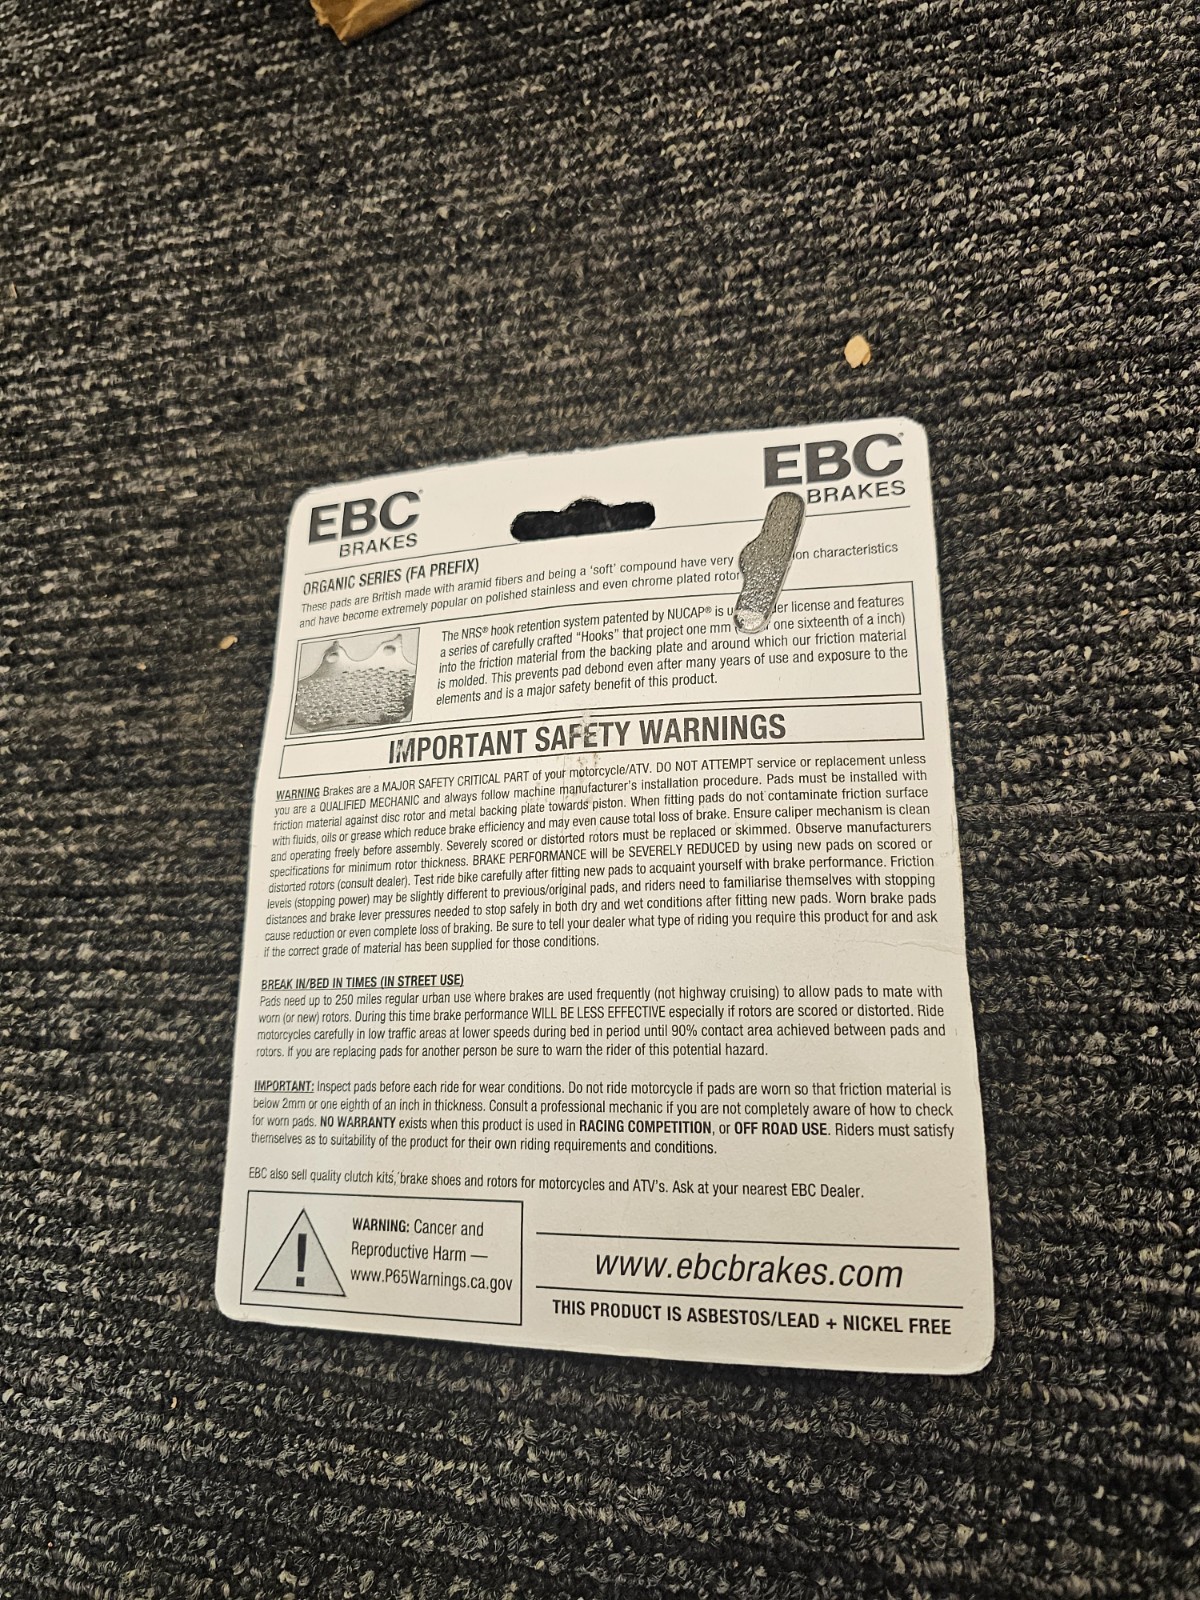 EBC
BRAKES
EBC
BRAKES
ORGANIC SERIES (FA PREFIX)
These pads are British made with aramid fibers and being a 'soft' compound have very ion characteristics
and have become extremely popular on polished stainless and even chrome plated rotor
The NRS® hook retention system patented by NUCAP® is u der license and features
a series of carefully crafted "Hooks" that project one mm one sixteenth of a inch)
into the friction material from the backing plate and around which our friction material
is molded. This prevents pad debond even after many years of use and exposure to the
elements and is a major safety benefit of this product.
IMPORTANT SAFETY WARNINGS
WARNING Brakes are a MAJOR SAFETY CRITICAL PART of your motorcycle/ATV. DO NOT ATTEMPT service or replacement unless
you are a QUALIFIED MECHANIC and always follow machine manufacturer's installation procedure. Pads must be installed with
friction material against disc rotor and metal backing plate towards piston. When fitting pads do not contaminate friction surface
with fluids, oils or grease which reduce brake efficiency and may even cause total loss of brake. Ensure caliper mechanism is clean
and operating freely before assembly. Severely scored or distorted rotors must be replaced or skimmed. Observe manufacturers
specifications for minimum rotor thickness. BRAKE PERFORMANCE will be SEVERELY REDUCED by using new pads on scored or
distorted rotors (consult dealer). Test ride bike carefully after fitting new pads to acquaint yourself with brake performance. Friction
levels (stopping power) may be slightly different to previous/original pads, and riders need to familiarise themselves with stopping
distances and brake lever pressures needed to stop safely in both dry and wet conditions after fitting new pads. Worn brake pads
cause reduction or even complete loss of braking. Be sure to tell your dealer what type of riding you require this product for and ask
if the correct grade of material has been supplied for those conditions.
BREAK IN/BED IN TIMES (IN STREET USE)
Pads need up to 250 miles regular urban use where brakes are used frequently (not highway cruising) to allow pads to mate with
worn (or new) rotors. During this time brake performance WILL BE LESS EFFECTIVE especially if rotors are scored or distorted. Ride
motorcycles carefully in low traffic areas at lower speeds during bed in period until 90% contact area achieved between pads and
rotors. If you are replacing pads for another person be sure to warn the rider of this potential hazard.
IMPORTANT: Inspect pads before each ride for wear conditions. Do not ride motorcycle if pads are worn so that friction material is
below 2mm or one eighth of an inch in thickness. Consult a professional mechanic if you are not completely aware of how to check
for worn pads. NO WARRANTY exists when this product is used in RACING COMPETITION, or OFF ROAD USE. Riders must satisfy
themselves as to suitability of the product for their own riding requirements and conditions.
EBC also sell quality clutch kits, brake shoes and rotors for motorcycles and ATV's. Ask at your nearest EBC Dealer.
WARNING: Cancer and
Reproductive Harm —
www.P65Warnings.ca.gov
www.ebcbrakes.com
THIS PRODUCT IS ASBESTOS/LEAD + NICKEL FREE